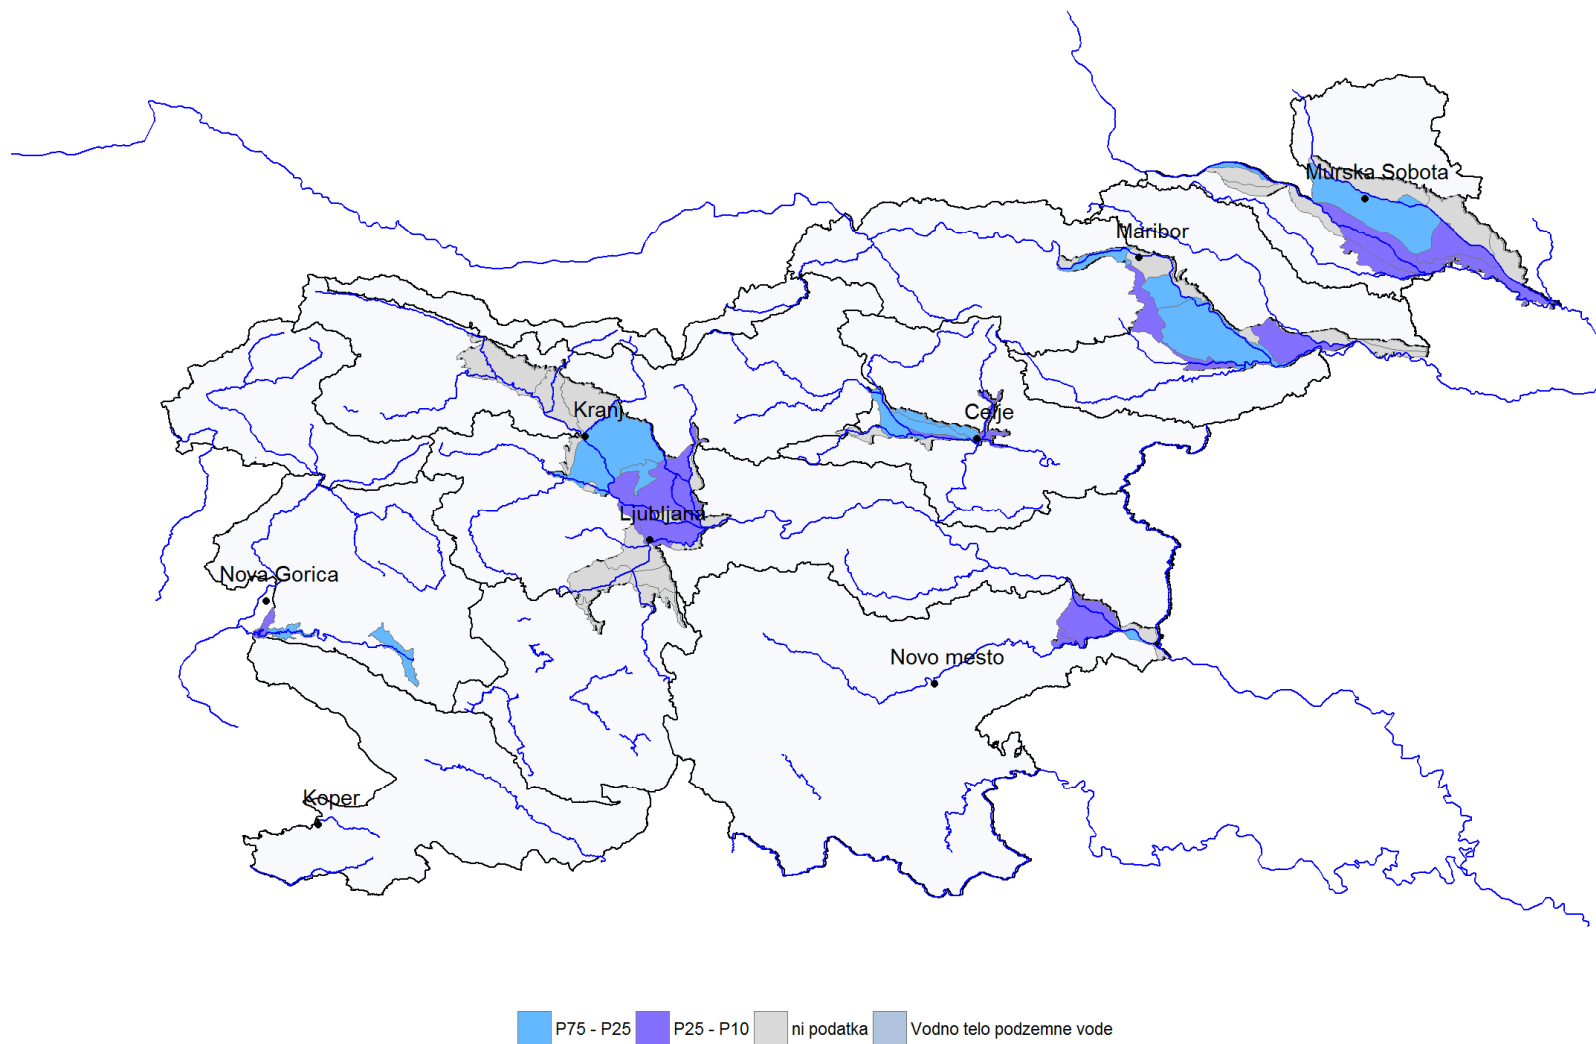 Murska Sobota
Maribor
Kranj
Celje
Ljubljana
Nova Gorica
Novo mesto
Koper
P75 - P25 P25 - P10 ni podatka Vodno telo podzemne vode